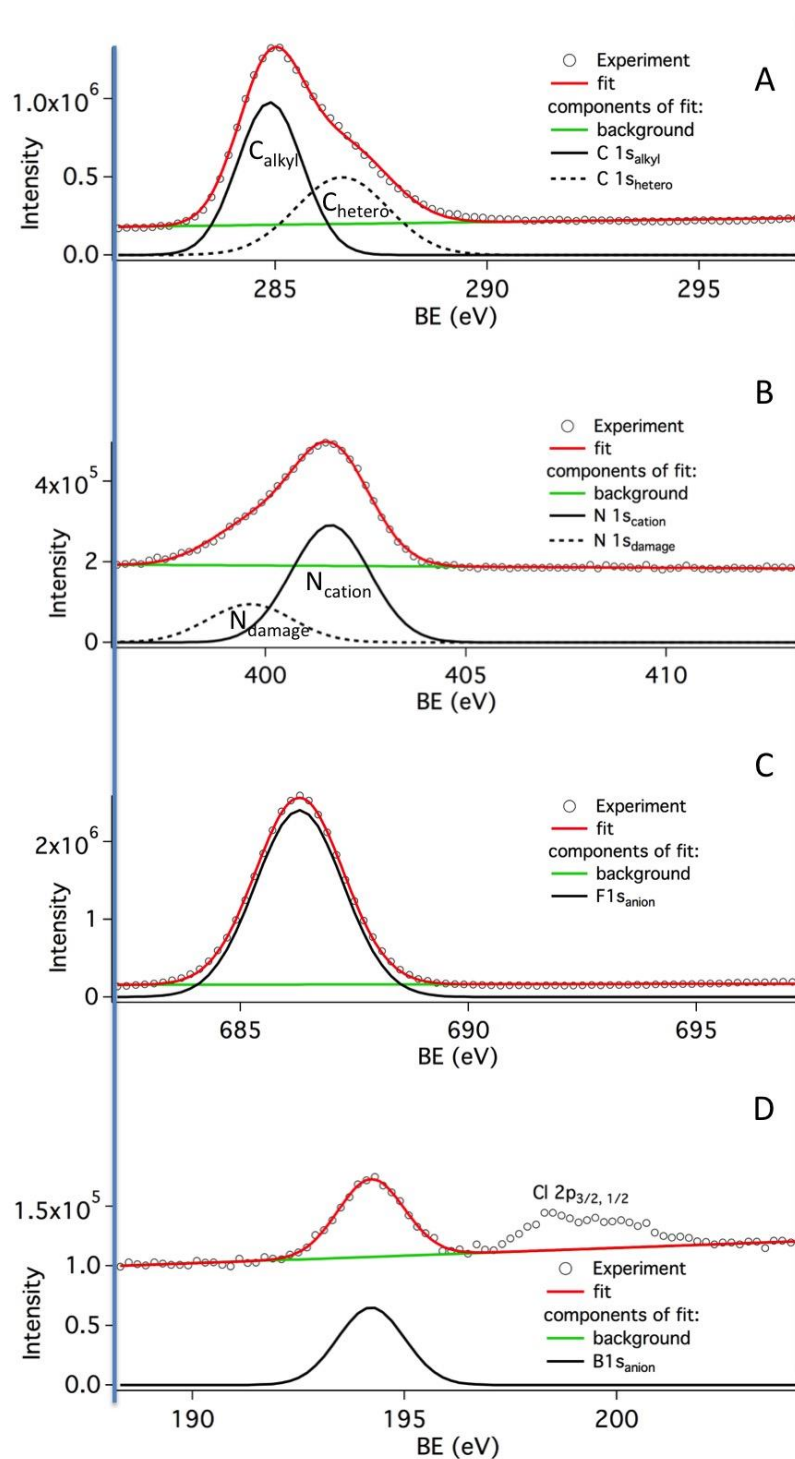 A
Experiment
fit
components of fit:
background
C 1s_alkyl
C 1s_hetero
C_alkyl
C_hetero
1.0x10^6
0.5
0.0
Intensity
285 290 295
BE (eV)
B
Experiment
fit
components of fit:
background
N 1s_cation
N 1s_damage
N_cation
N_damage
4x10^5
2
0
Intensity
400 405 410
BE (eV)
C
Experiment
fit
components of fit:
background
F1s_anion
2x10^6
1
0
Intensity
685 690 695
BE (eV)
D
Cl 2p_3/2, 1/2
Experiment
fit
components of fit:
background
B1s_anion
1.5x10^5
1.0
0.5
0.0
Intensity
190 195 200
BE (eV)